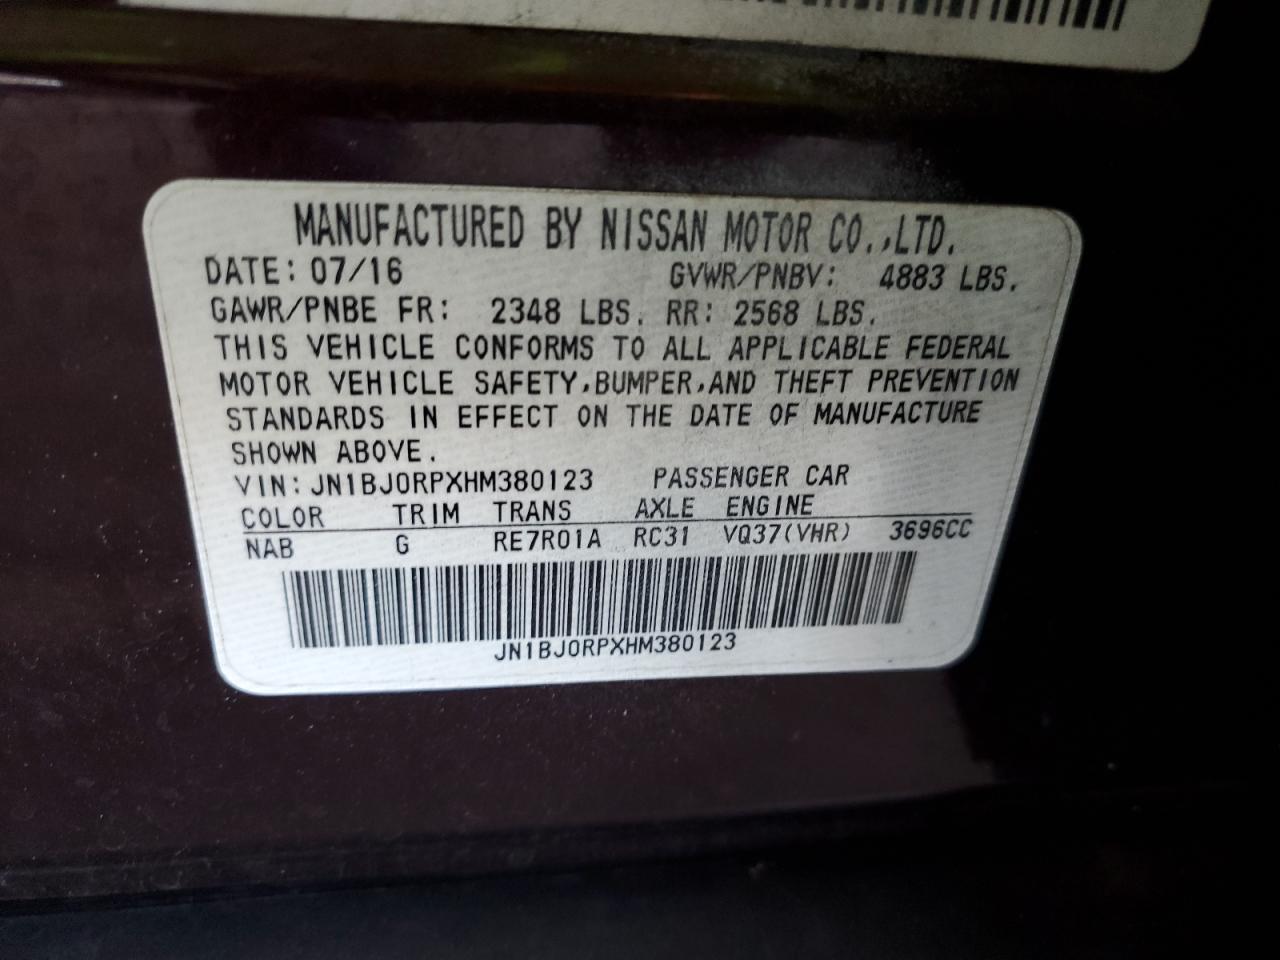 MANUFACTURED BY NISSAN MOTOR CO.,LTD.
DATE: 07/16 GVWR/PNBV: 4883 LBS.
GAWR/PNBE FR: 2348 LBS. RR: 2568 LBS.
THIS VEHICLE CONFORMS TO ALL APPLICABLE FEDERAL
MOTOR VEHICLE SAFETY,BUMPER,AND THEFT PREVENTION
STANDARDS IN EFFECT ON THE DATE OF MANUFACTURE
SHOWN ABOVE.
VIN: JN1BJ0RPXHM380123 PASSENGER CAR
COLOR TRIM TRANS AXLE ENGINE
NAB G RE7R01A RC31 VQ37(VHR) 3696CC
JN1BJ0RPXHM380123